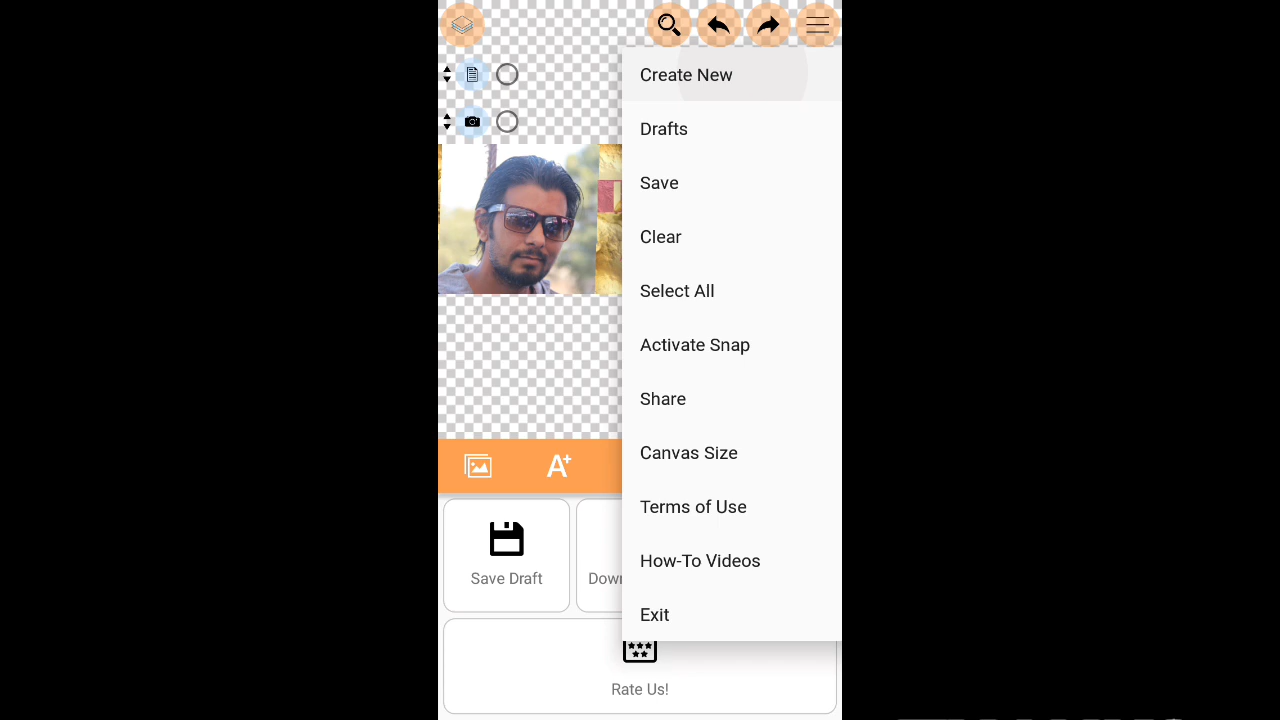 Create New
Drafts
Save
Clear
Select All
Activate Snap
Share
Canvas Size
Terms of Use
How-To Videos
Exit
A+
Save Draft
Down
Rate Us!